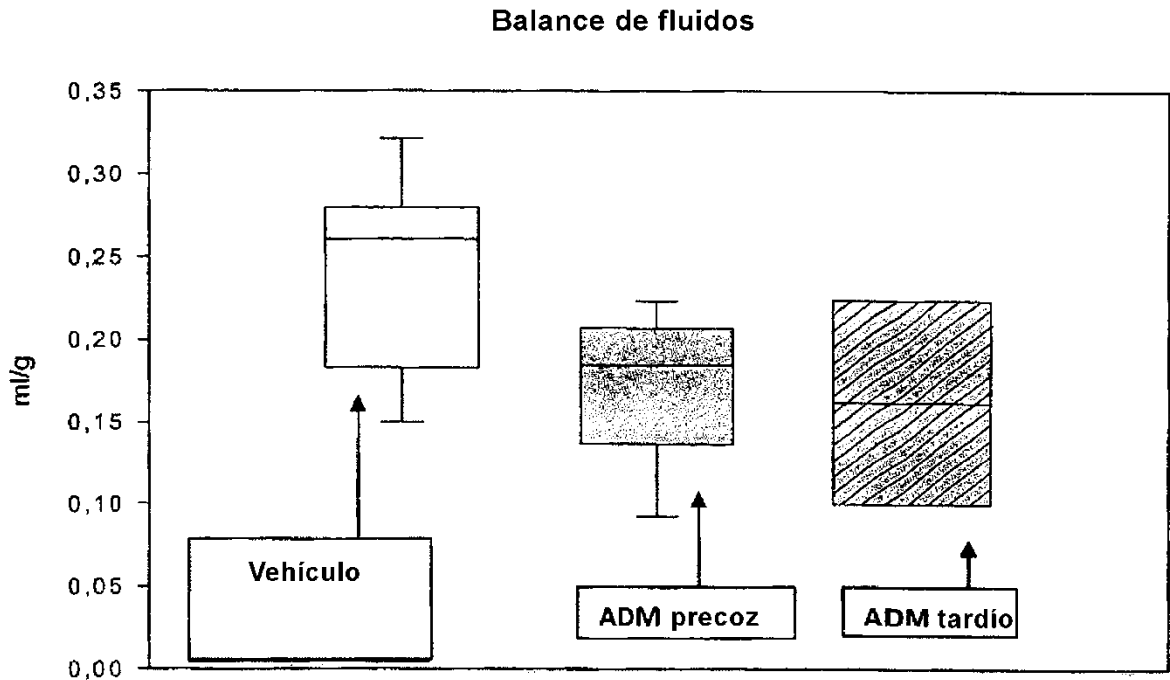 Balance de fluidos
0,35
0,30
0,25
0,20
0,15
0,10
0,05
0,00
ml/g
Vehículo
ADM precoz
ADM tardío